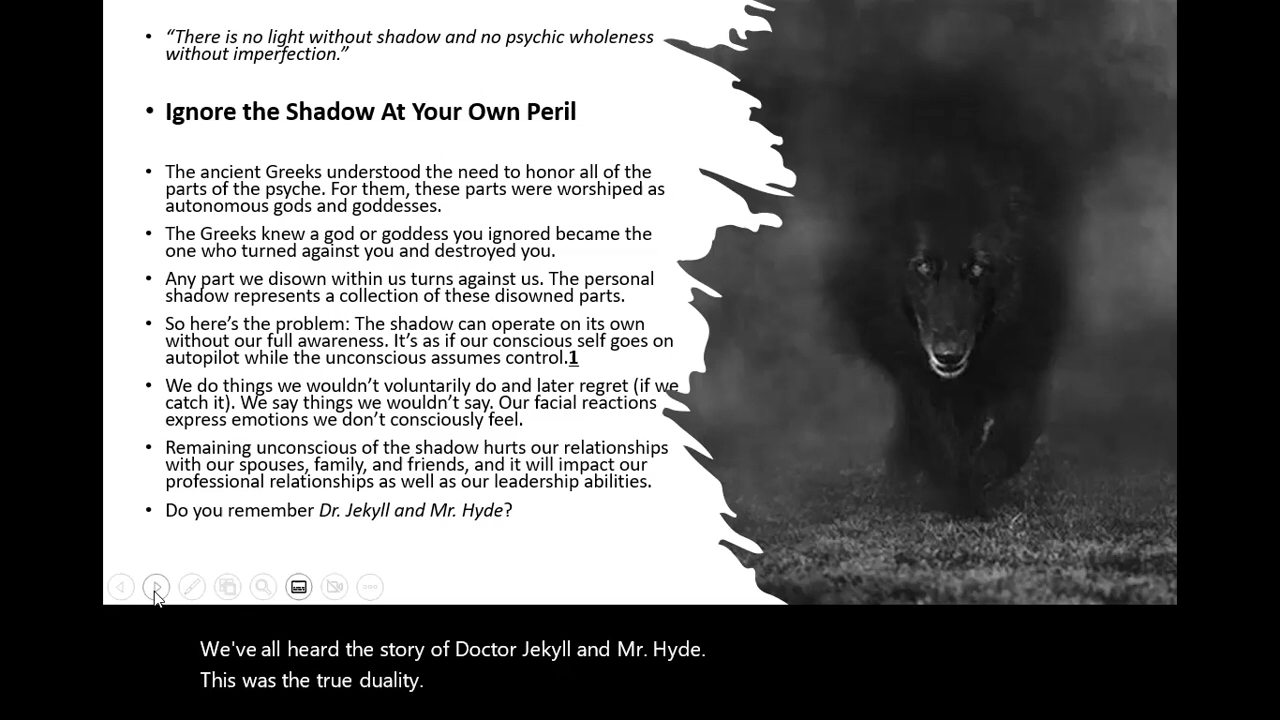 • “There is no light without shadow and no psychic wholeness
without imperfection.”
• Ignore the Shadow At Your Own Peril
• The ancient Greeks understood the need to honor all of the
parts of the psyche. For them, these parts were worshiped as
autonomous gods and goddesses.
• The Greeks knew a god or goddess you ignored became the
one who turned against you and destroyed you.
• Any part we disown within us turns against us. The personal
shadow represents a collection of these disowned parts.
• So here’s the problem: The shadow can operate on its own
without our full awareness. It’s as if our conscious self goes on
autopilot while the unconscious assumes control.1
• We do things we wouldn’t voluntarily do and later regret (if we
catch it). We say things we wouldn’t say. Our facial reactions
express emotions we don’t consciously feel.
• Remaining unconscious of the shadow hurts our relationships
with our spouses, family, and friends, and it will impact our
professional relationships as well as our leadership abilities.
• Do you remember Dr. Jekyll and Mr. Hyde?
We've all heard the story of Doctor Jekyll and Mr. Hyde.
This was the true duality.